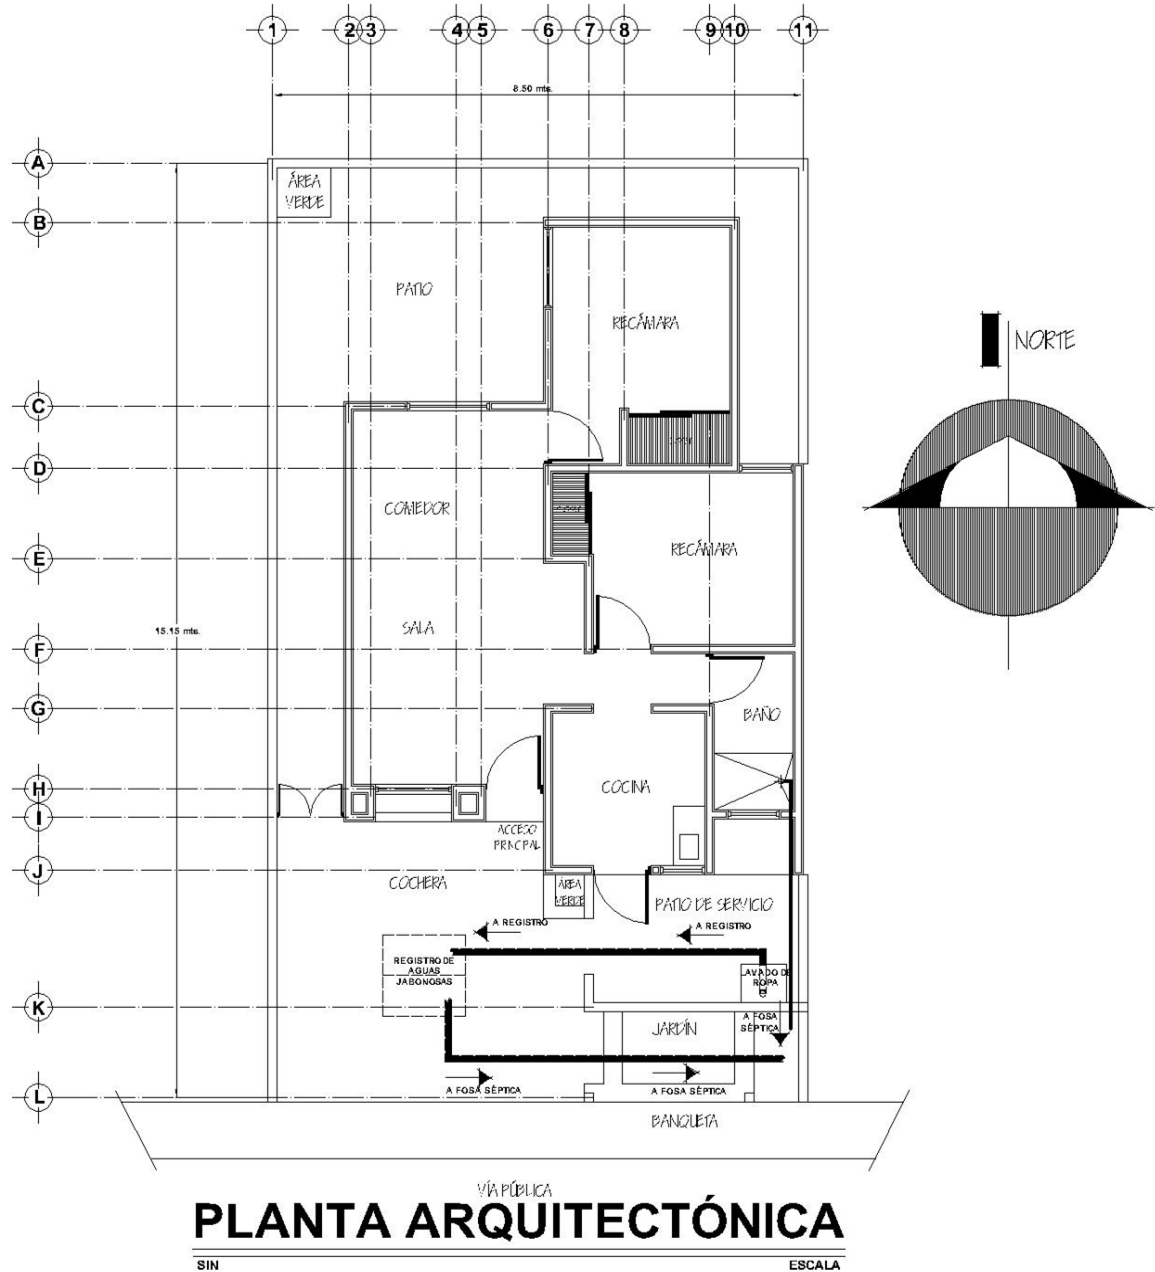 1 2 3 4 5 6 7 8 9 10 11
8.50 mts.
A
ÁREA
VERDE
B
PATIO
RECÁMARA
NORTE
C
D
COMEDOR
E
RECÁMARA
SALA
15.15 mts.
F
G
BAÑO
H
COCINA
I
ACCESO
PRNCPAL
J
COCHERA
ÁREA
VERDE
PATIO DE SERVICIO
A REGISTRO
A REGISTRO
REGISTRO DE
AGUAS
JABONOSAS
LAVADO DE
ROPA
K
A FOSA
SÉPTICA
JARDÍN
A FOSA SÉPTICA
A FOSA SÉPTICA
L
BANQUETA
VÍA PÚBLICA
PLANTA ARQUITECTÓNICA
SIN ESCALA